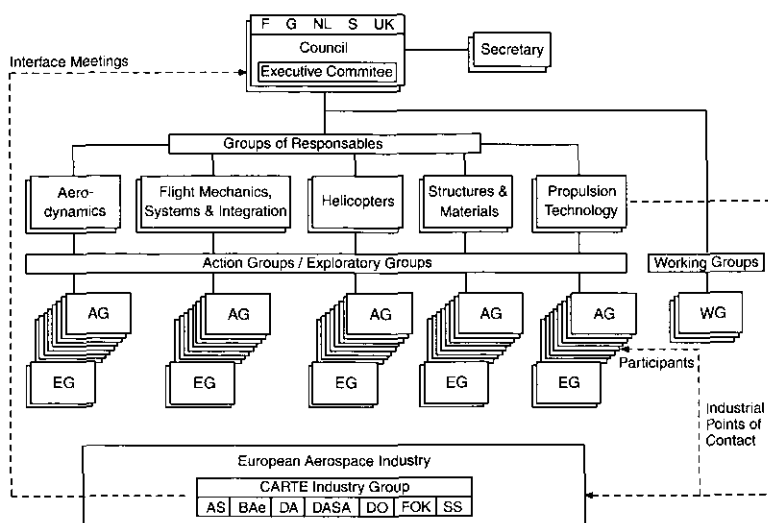 F G NL S UK
Council
Executive Commitee
Secretary
Interface Meetings
Groups of Responsables
Aero-
dynamics
Flight Mechanics,
Systems & Integration
Helicopters
Structures &
Materials
Propulsion
Technology
Action Groups / Exploratory Groups
Working Groups
AG AG AG AG AG WG
EG EG EG EG EG
Participants
Industrial
Points of
Contact
European Aerospace Industry
CARTE Industry Group
AS BAe DA DASA DO FOK SS